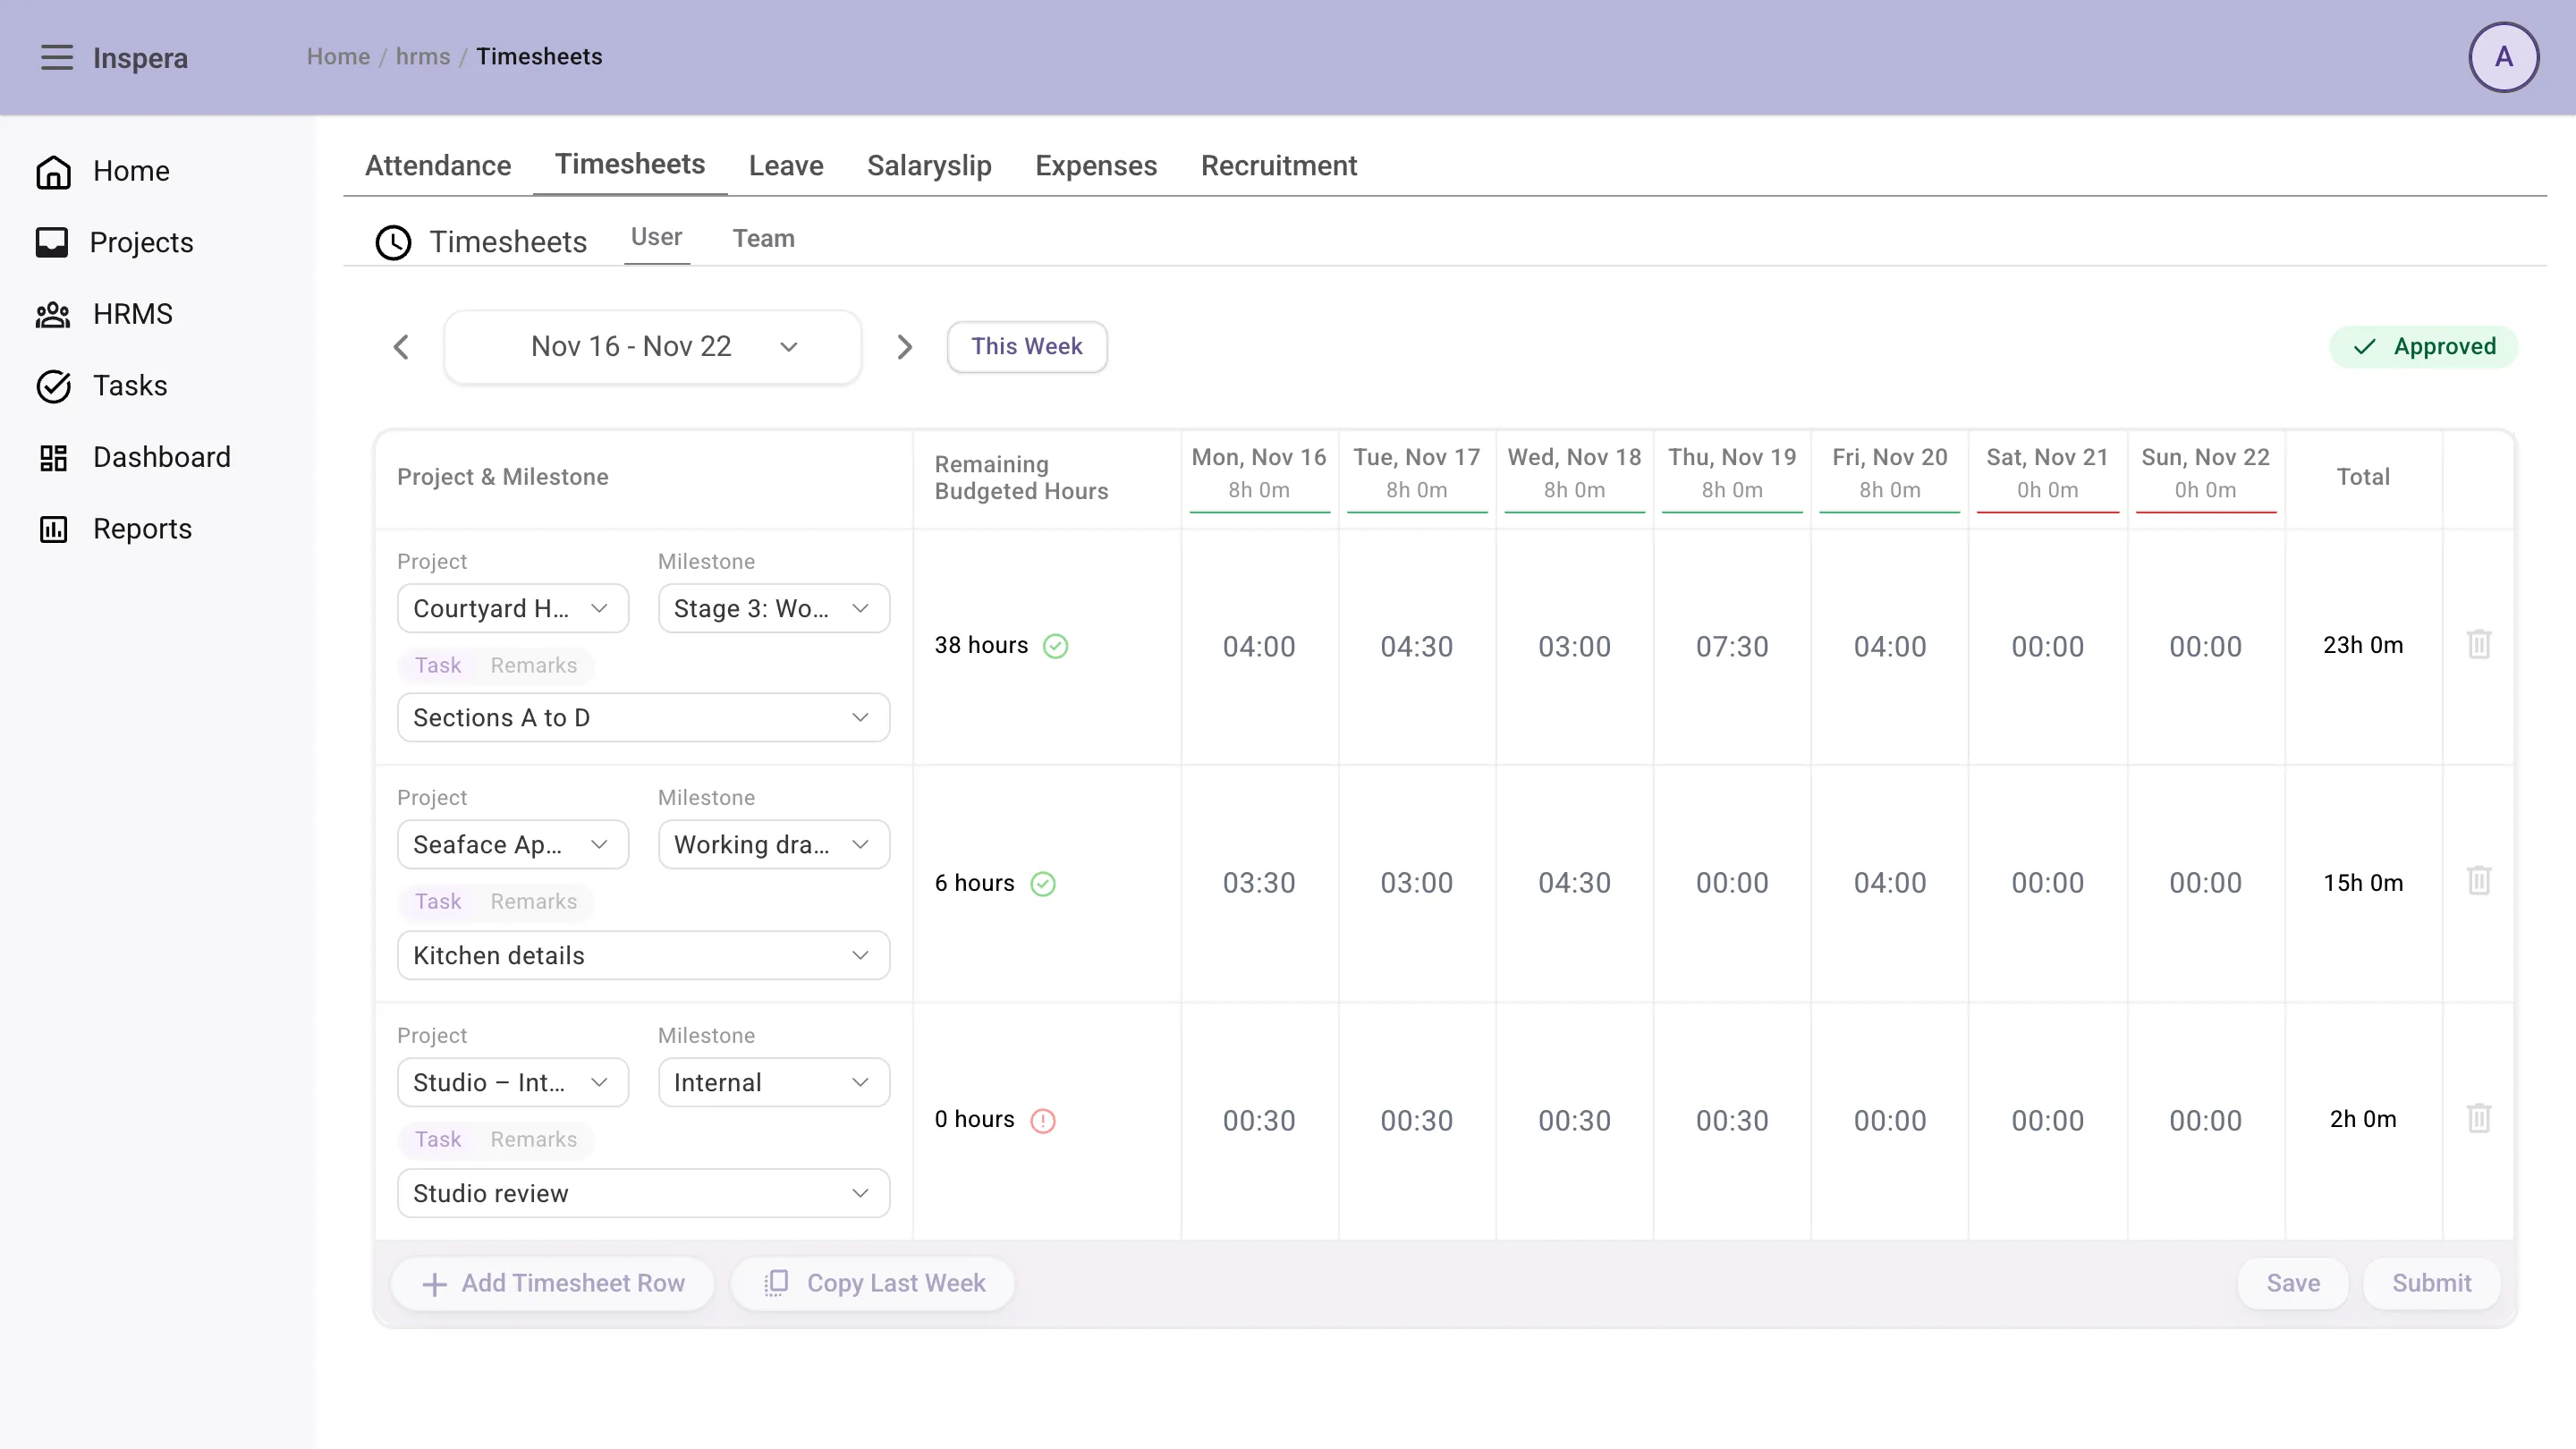 Inspera
Home / hrms / Timesheets
A
Home
Projects
HRMS
Tasks
Dashboard
Reports
Attendance Timesheets Leave Salaryslip Expenses Recruitment
Timesheets User Team
Nov 16 - Nov 22
This Week
Approved
Project & Milestone
Remaining
Budgeted Hours
Mon, Nov 16
8h 0m
Tue, Nov 17
8h 0m
Wed, Nov 18
8h 0m
Thu, Nov 19
8h 0m
Fri, Nov 20
8h 0m
Sat, Nov 21
0h 0m
Sun, Nov 22
0h 0m
Total
Project Milestone
Courtyard H... Stage 3: Wo...
Task Remarks
Sections A to D
38 hours 04:00 04:30 03:00 07:30 04:00 00:00 00:00 23h 0m
Project Milestone
Seaface Ap... Working dra...
Task Remarks
Kitchen details
6 hours 03:30 03:00 04:30 00:00 04:00 00:00 00:00 15h 0m
Project Milestone
Studio – Int... Internal
Task Remarks
Studio review
0 hours 00:30 00:30 00:30 00:30 00:00 00:00 00:00 2h 0m
Add Timesheet Row Copy Last Week Save Submit